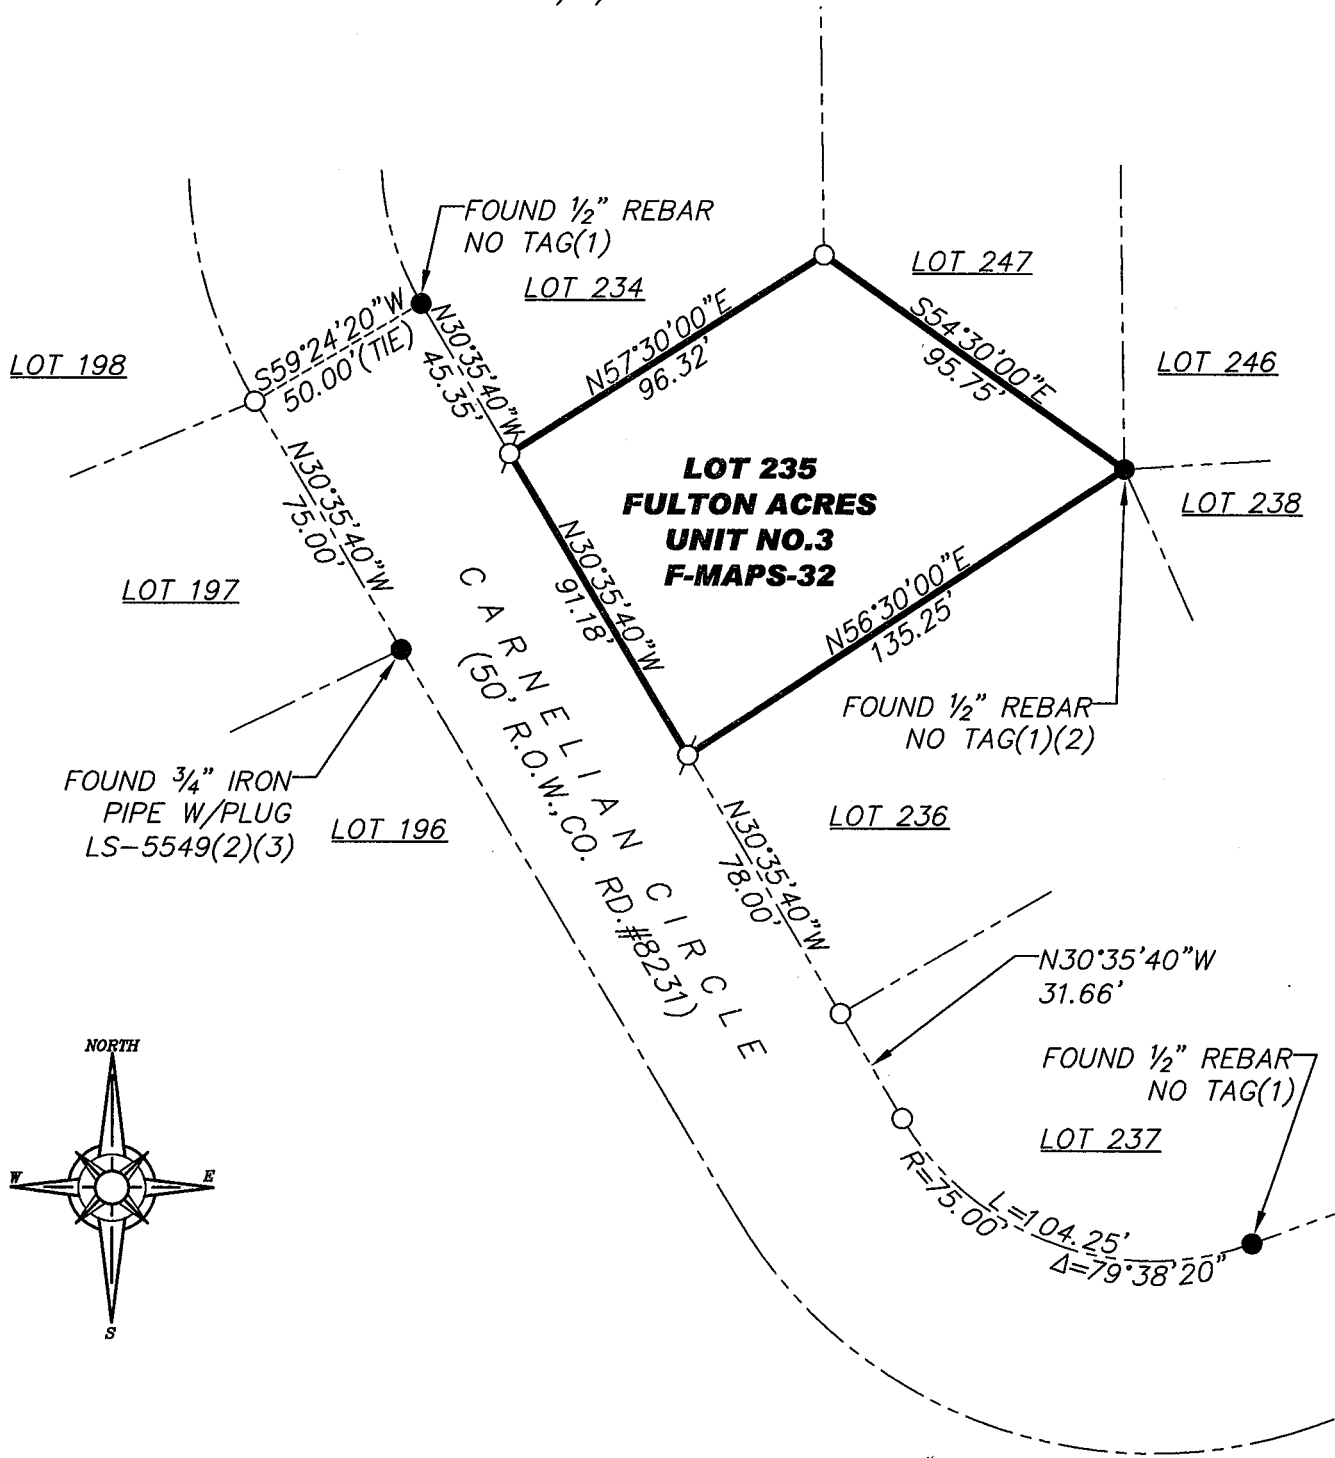 FOUND ½" REBAR
NO TAG(1)
LOT 234
LOT 247
N57°30'00"E
96.32'
S54°30'00"E
95.75'
LOT 246
LOT 198
S59°24'20"W
50.00'(TIE)
N30°35'40"W
45.35'
LOT 235
FULTON ACRES
UNIT NO.3
F-MAPS-32
LOT 238
N30°35'40"W
75.00'
N30°35'40"W
91.18'
N56°30'00"E
135.25'
LOT 197
CARNELIAN CIRCLE
(50' R.O.W.,CO. RD.#8231)
FOUND ½" REBAR
NO TAG(1)(2)
FOUND ¾" IRON
PIPE W/PLUG
LS-5549(2)(3)
LOT 196
LOT 236
N30°35'40"W
78.00'
N30°35'40"W
31.66'
FOUND ½" REBAR
NO TAG(1)
LOT 237
R=75.00'
L=104.25'
Δ=79°38'20"
NORTH
W
E
S